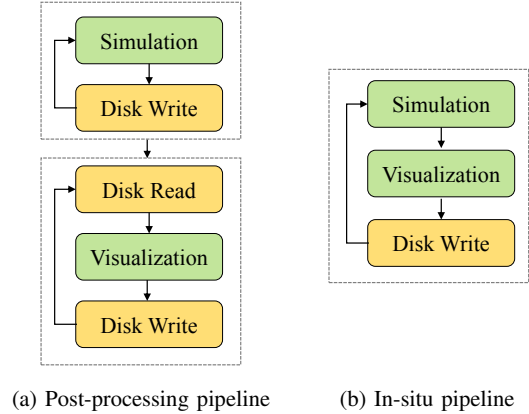 Simulation
Disk Write
Disk Read
Visualization
Disk Write
(a) Post-processing pipeline
Simulation
Visualization
Disk Write
(b) In-situ pipeline